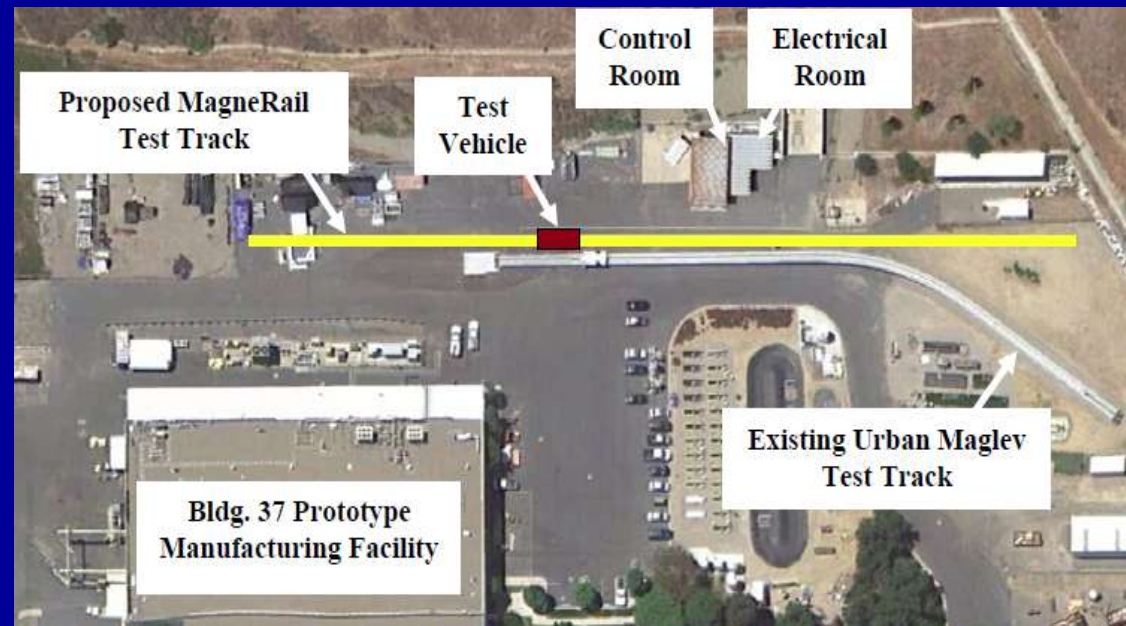 Control
Room
Electrical
Room
Proposed MagneRail
Test Track
Test
Vehicle
Existing Urban Maglev
Test Track
Bldg. 37 Prototype
Manufacturing Facility